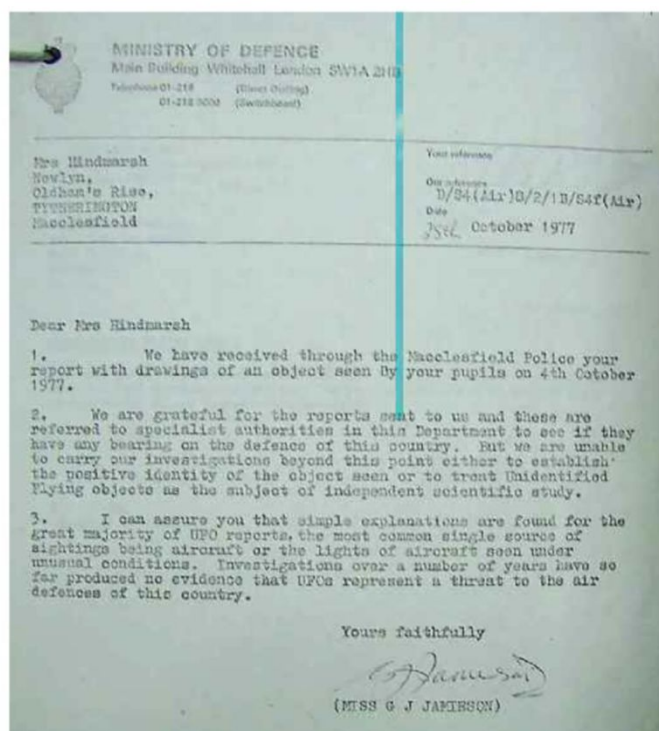 MINISTRY OF DEFENCE
Main Building Whitehall London SW1A 2HB
Telephone 01-218 (Direct Dialling)
01-218 9000 (Switchboard)
Mrs Hindmarsh
Newlyn,
Oldham's Rise,
TYTHERINGTON
Macclesfield
Your reference
Our reference
D/S4(Air)8/2/1D/S4f(Air)
Date
25th October 1977
Dear Mrs Hindmarsh
1. We have received through the Macclesfield Police your
report with drawings of an object seen by your pupils on 4th October
1977.
2. We are grateful for the reports sent to us and these are
referred to specialist authorities in this Department to see if they
have any bearing on the defence of this country. But we are unable
to carry our investigations beyond this point either to establish
the positive identity of the object seen or to treat Unidentified
Flying objects as the subject of independent scientific study.
3. I can assure you that simple explanations are found for the
great majority of UFO reports, the most common single source of
sightings being aircraft or the lights of aircraft seen under
unusual conditions. Investigations over a number of years have so
far produced no evidence that UFOs represent a threat to the air
defences of this country.
Yours faithfully
G J Jamieson
(MISS G J JAMIESON)